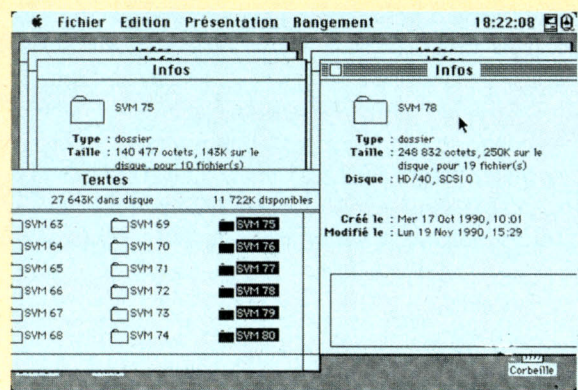 Fichier Edition Présentation Rangement 18:22:08
Infos
Infos
Infos
SVM 75
Type : dossier
Taille : 140 477 octets, 143K sur le
disque, pour 10 fichier(s)
Infos
SVM 78
Type : dossier
Taille : 248 832 octets, 250K sur le
disque, pour 19 fichier(s)
Disque : HD/40, SCSI 0
Créé le : Mer 17 Oct 1990, 10:01
Modifié le : Lun 19 Nov 1990, 15:29
Textes
27 643K dans disque 11 722K disponibles
SVM 63 SVM 69 SVM 75
SVM 64 SVM 70 SVM 76
SVM 65 SVM 71 SVM 77
SVM 66 SVM 72 SVM 78
SVM 67 SVM 73 SVM 79
SVM 68 SVM 74 SVM 80
Corbeille